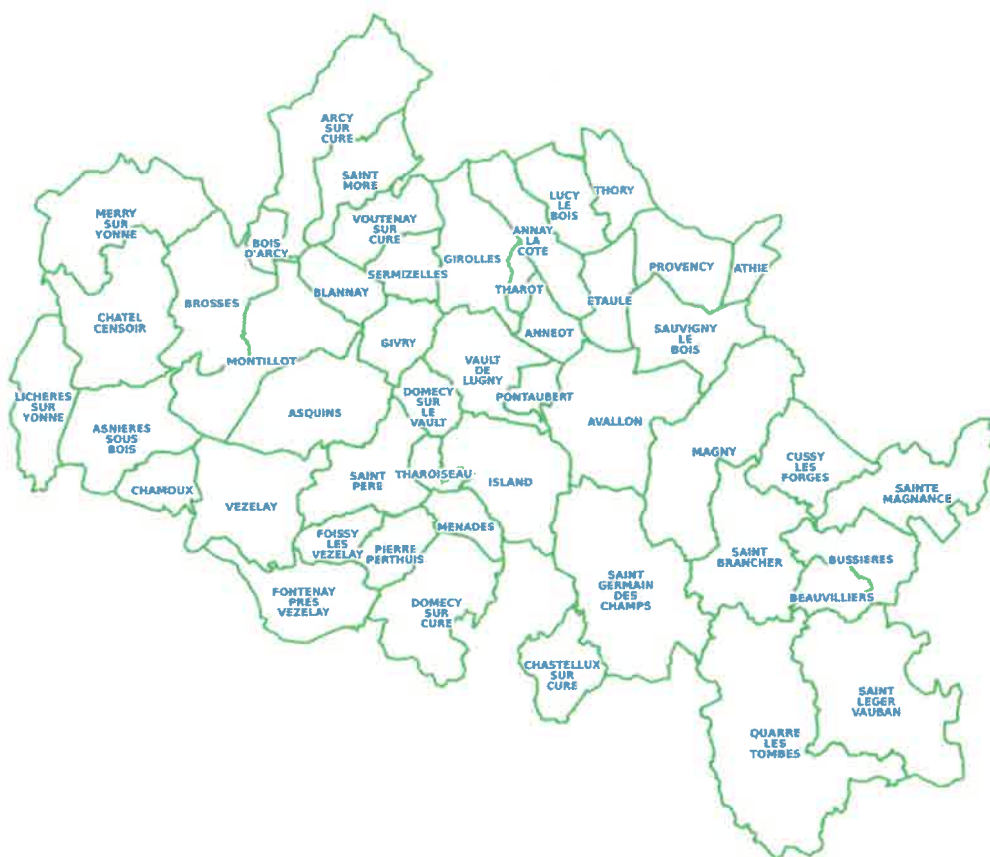 ARCY
SUR
CURE
SAINT
MORE
THORY
LUCY
LE
BOIS
MERRY
SUR
YONNE
VOUTENAY
SUR
CURE
BOIS
D'ARCY
ANNAY
LA
COTE
GIROLLES
PROVENCY
ATHIE
SERMIZELLES
BROSSES
BLANNAY
THAROT
ETAULE
CHATEL
CENSOIR
ANNEOT
SAUVIGNY
LE
BOIS
GIVRY
MONTILLOT
VAULT
DE
LUGNY
LICHERES
SUR
YONNE
DOMECY
SUR
LE
VAULT
PONTAUBERT
ASQUINS
AVALLON
ASNIERES
SOUS
BOIS
MAGNY
CUSSY
LES
FORGES
SAINT
PERE
THAROISEAU
ISLAND
CHAMOUX
SAINTE
MAGNANCE
VEZELAY
FOISSY
LES
VEZELAY
MENADES
PIERRE
PERTHUIS
SAINT
BRANCHER
BUSSIERES
SAINT
GERMAIN
DES
CHAMPS
FONTENAY
PRES
VEZELAY
BEAUVILLIERS
DOMECY
SUR
CURE
CHASTELLUX
SUR
CURE
SAINT
LEGER
VAUBAN
QUARRE
LES
TOMBES